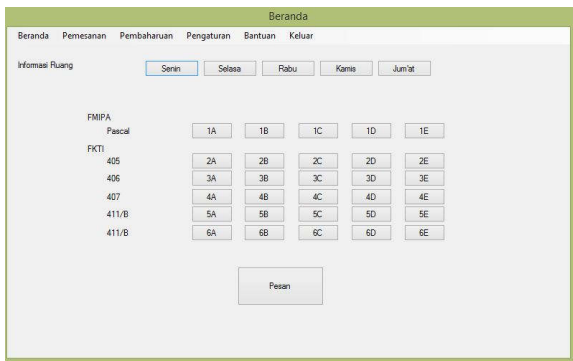 Beranda
Beranda Pemesanan Pembaharuan Pengaturan Bantuan Keluar
Informasi Ruang Senin Selasa Rabu Kamis Jum'at
FMIPA
Pascal 1A 1B 1C 1D 1E
FKTI
405 2A 2B 2C 2D 2E
406 3A 3B 3C 3D 3E
407 4A 4B 4C 4D 4E
411/B 5A 5B 5C 5D 5E
411/B 6A 6B 6C 6D 6E
Pesan